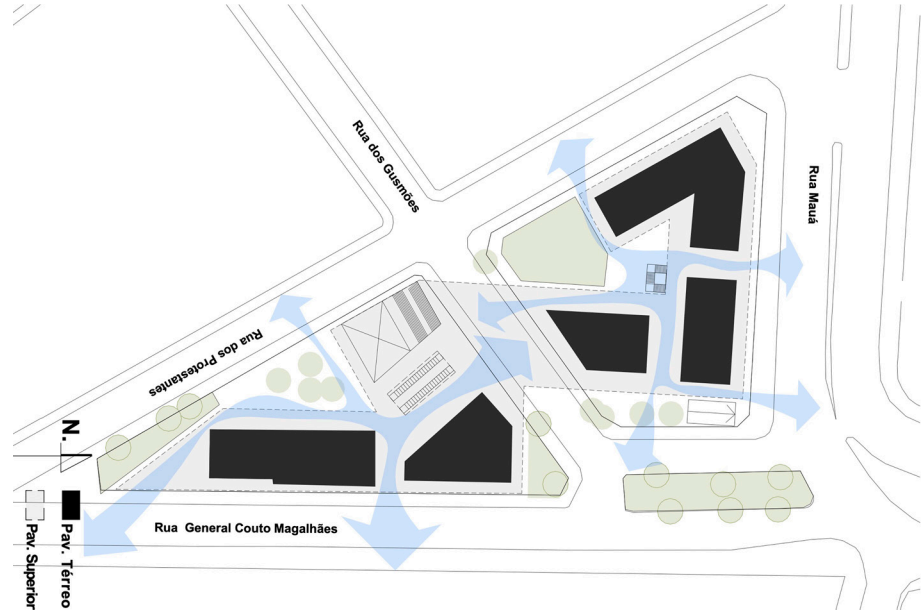 Rua dos Gusmões
Rua Mauá
Rua dos Protestantes
N.
Rua General Couto Magalhães
Pav. Térreo
Pav. Superior